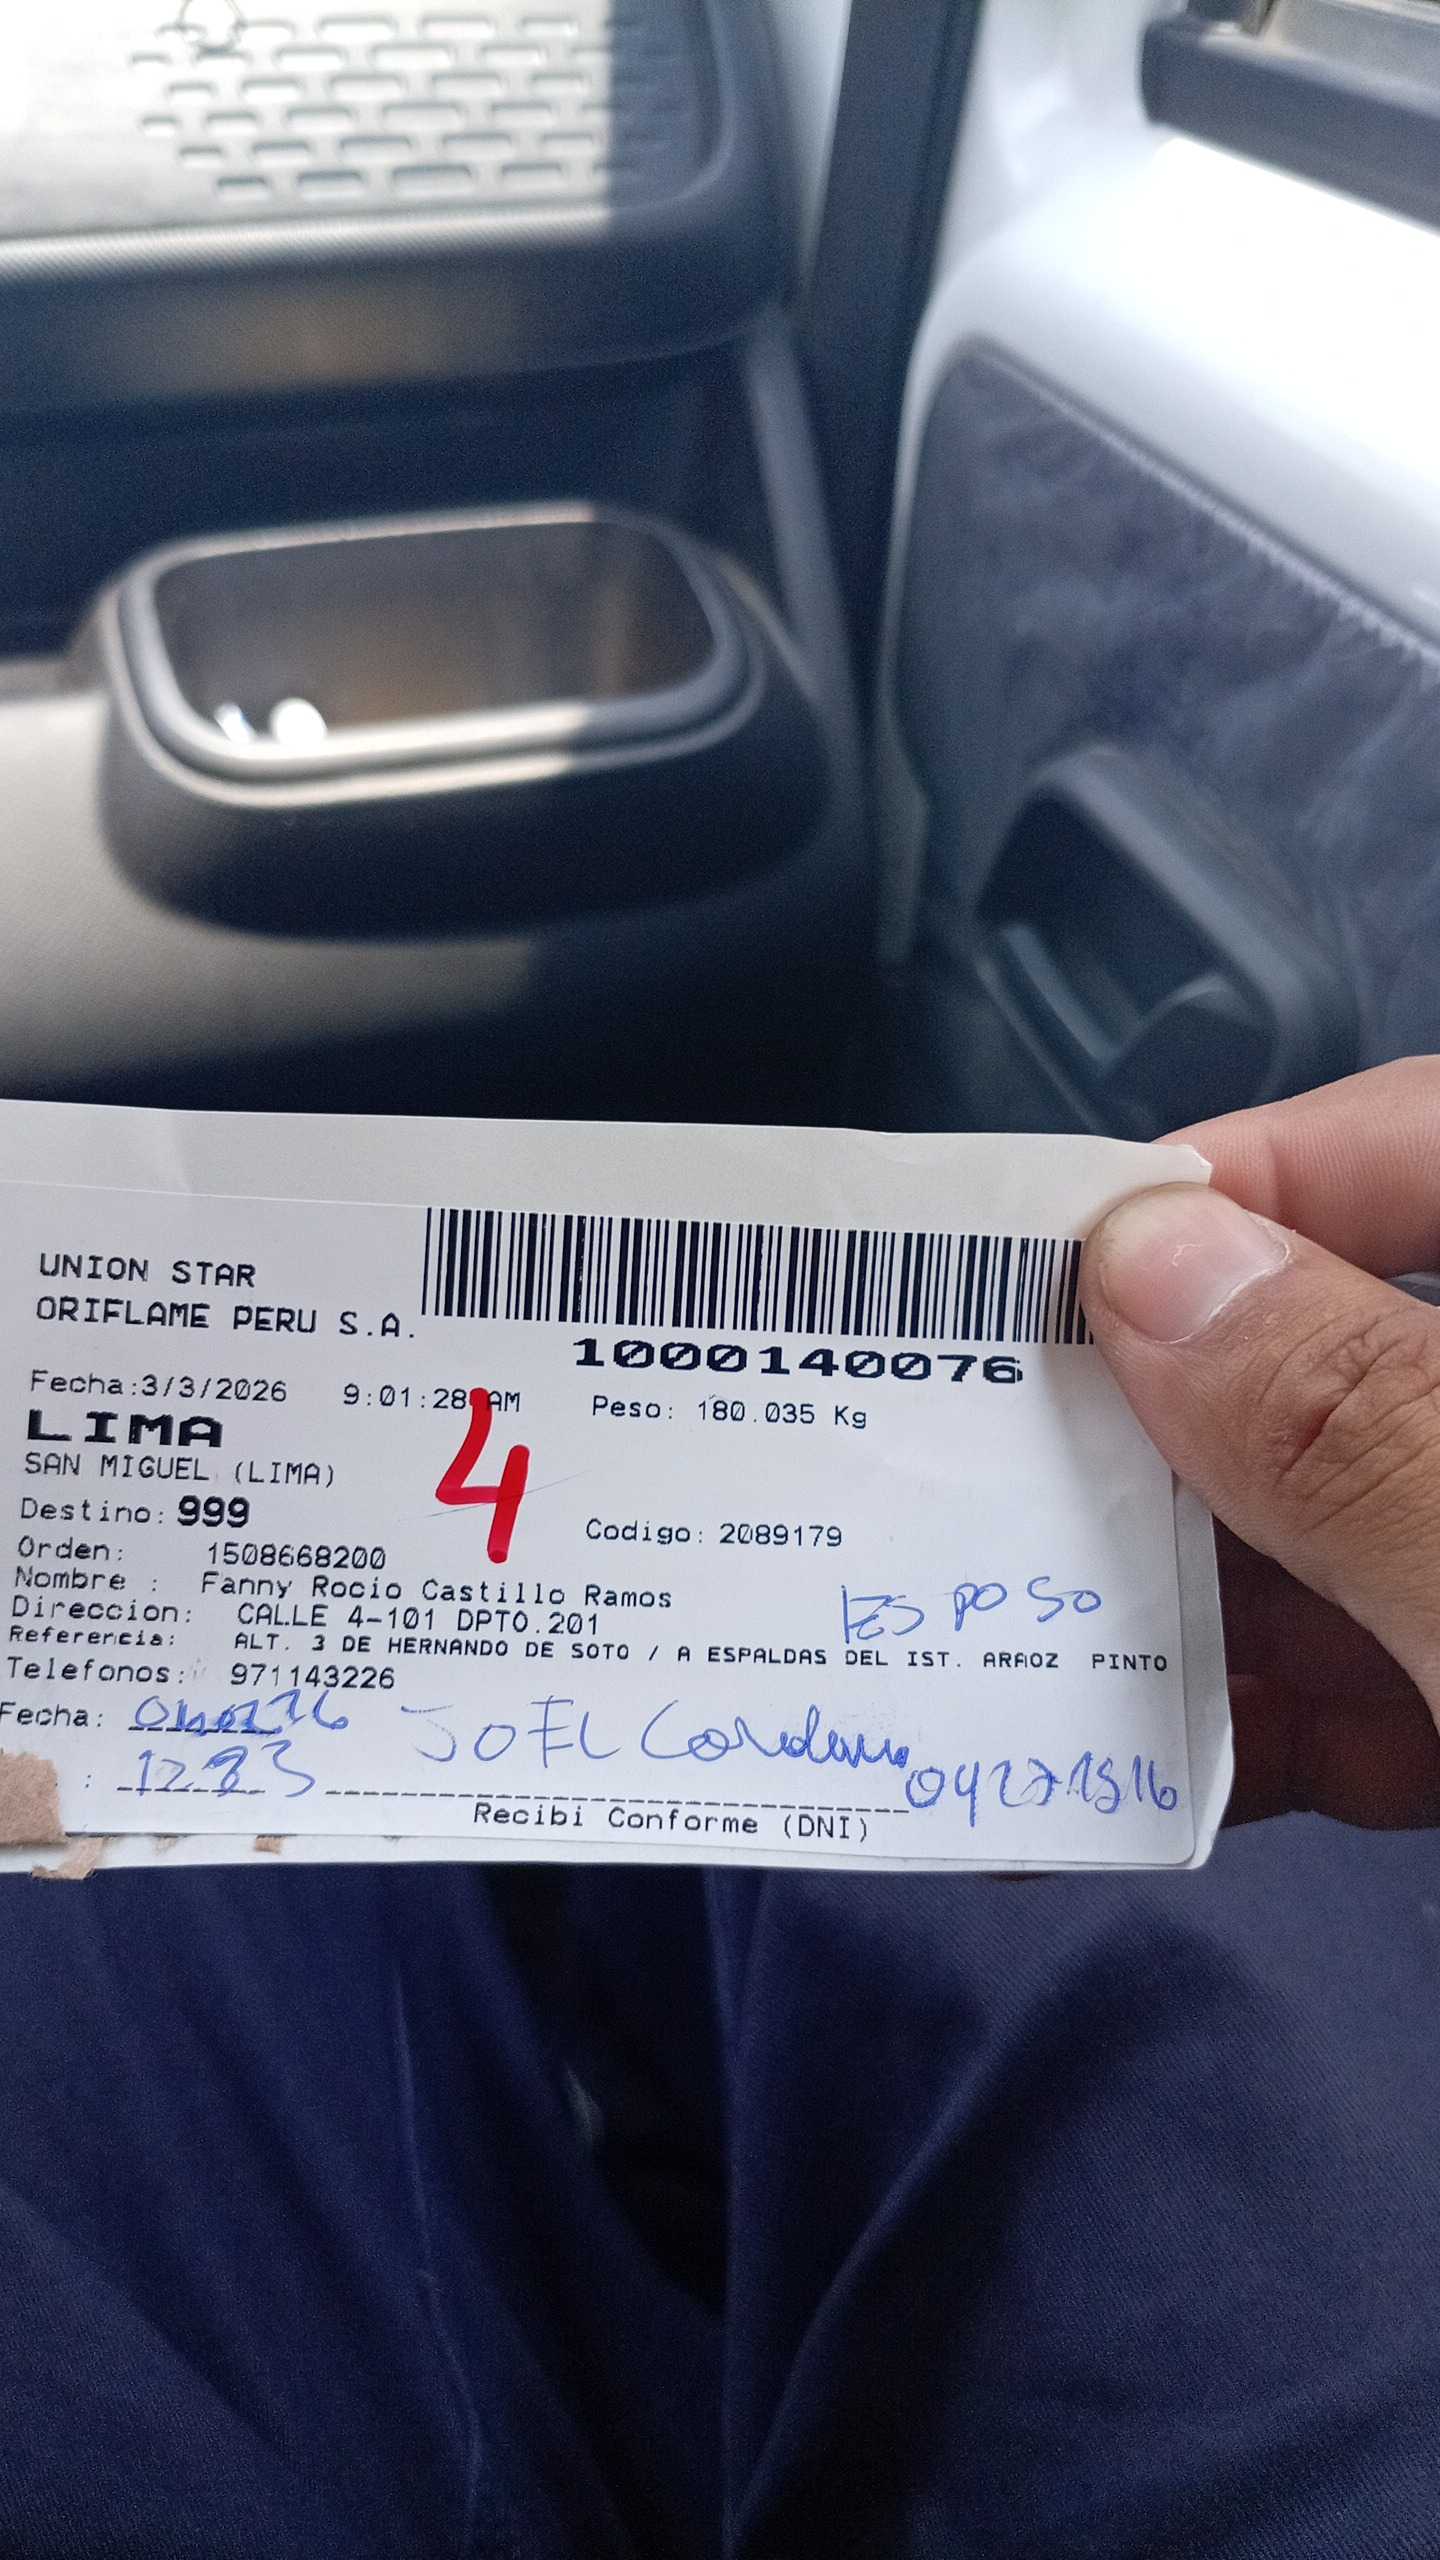 UNION STAR
ORIFLAME PERU S.A.
1000140076
Fecha:3/3/2026 9:01:28 AM Peso: 180.035 Kg
LIMA
4
SAN MIGUEL (LIMA)
Destino: 999
Codigo: 2089179
Orden: 1508668200
Nombre : Fanny Rocio Castillo Ramos
ESPOSO
Direccion: CALLE 4-101 DPTO.201
Referencia: ALT. 3 DE HERNANDO DE SOTO / A ESPALDAS DEL IST. ARAOZ PINTO
Telefonos: 971143226
Fecha: JOEL
:
Recibi Conforme (DNI)